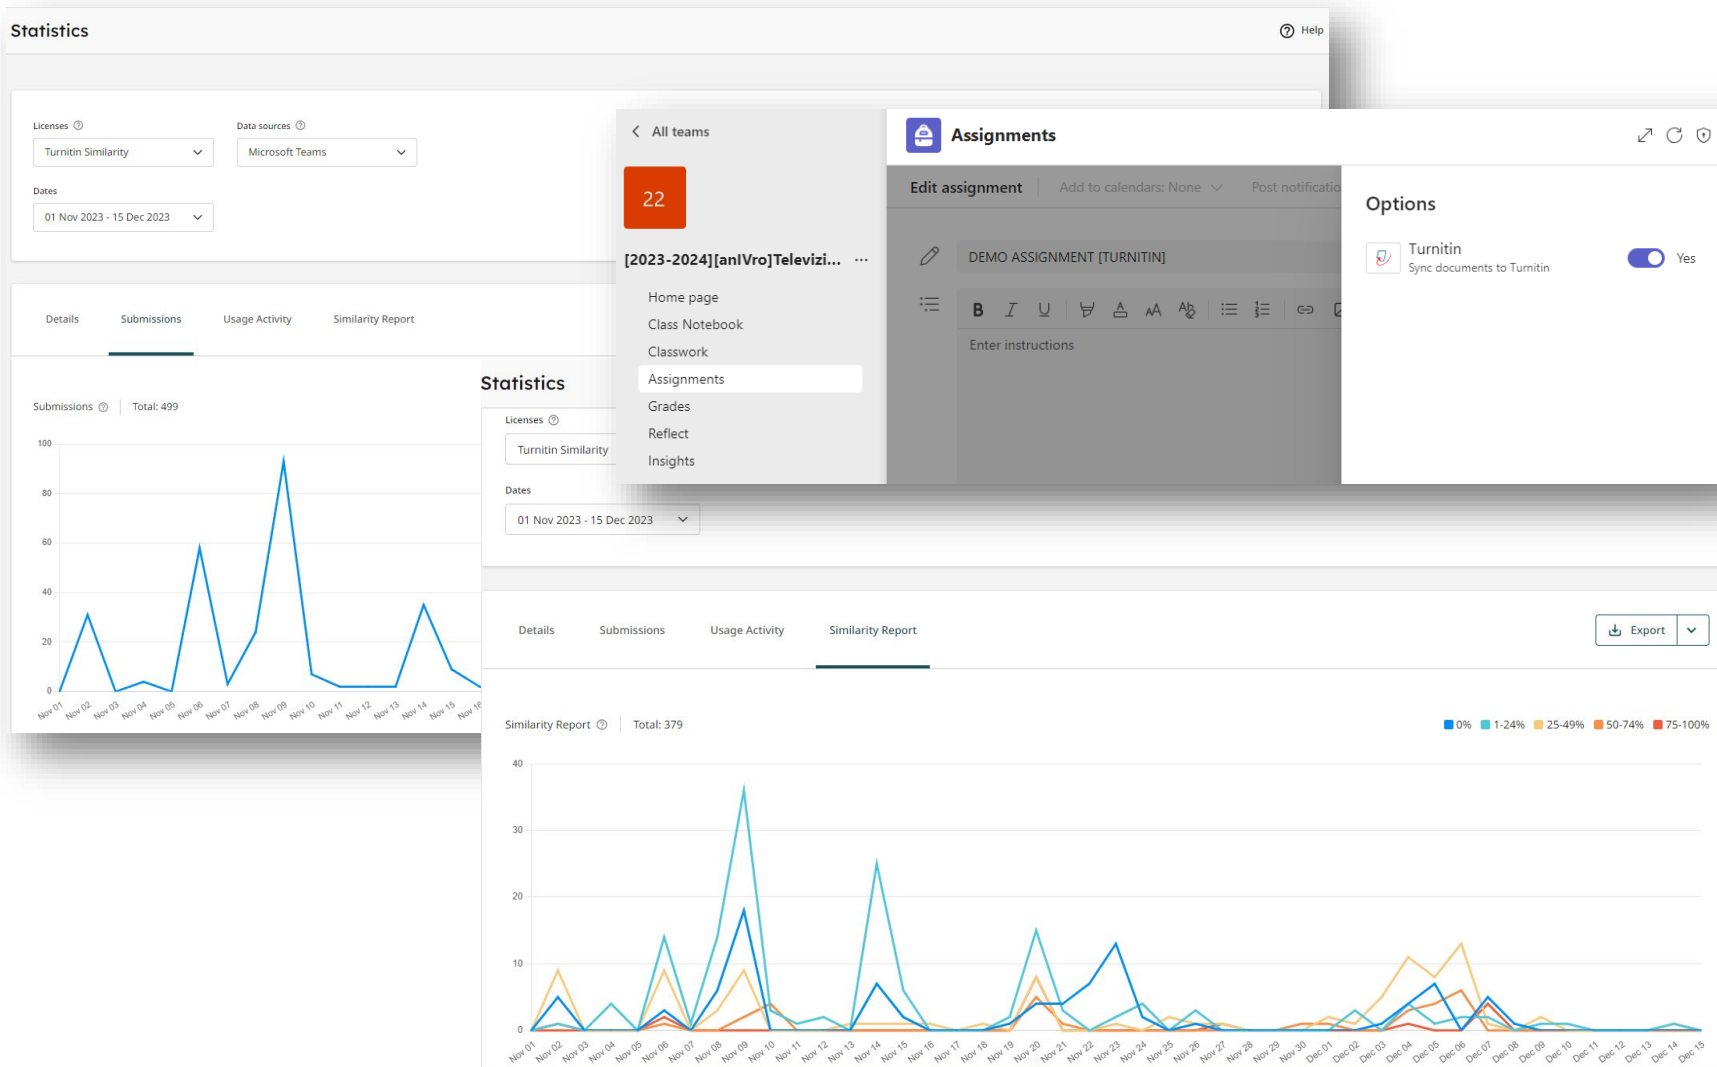 Statistics
Help
Licenses
Data sources
Turnitin Similarity
Microsoft Teams
Dates
01 Nov 2023 - 15 Dec 2023
Details
Submissions
Usage Activity
Similarity Report
Submissions
Total: 499
100
80
60
40
20
0
Nov 01
Nov 02
Nov 03
Nov 04
Nov 05
Nov 06
Nov 07
Nov 08
Nov 09
Nov 10
Nov 11
Nov 12
Nov 13
Nov 14
Nov 15
All teams
22
[2023-2024][anIVro]Televizi...
Home page
Class Notebook
Classwork
Assignments
Grades
Reflect
Insights
Assignments
Edit assignment
Add to calendars: None
Post notificatio
DEMO ASSIGNMENT [TURNITIN]
B I U
Enter instructions
Options
Turnitin
Sync documents to Turnitin
Yes
Statistics
Licenses
Turnitin Similarity
Dates
01 Nov 2023 - 15 Dec 2023
Details
Submissions
Usage Activity
Similarity Report
Export
Similarity Report
Total: 379
0%
1-24%
25-49%
50-74%
75-100%
40
30
20
10
0
Nov 01
Nov 02
Nov 03
Nov 04
Nov 05
Nov 06
Nov 07
Nov 08
Nov 09
Nov 10
Nov 11
Nov 12
Nov 13
Nov 14
Nov 15
Nov 16
Nov 17
Nov 18
Nov 19
Nov 20
Nov 21
Nov 22
Nov 23
Nov 24
Nov 25
Nov 26
Nov 27
Nov 28
Nov 29
Nov 30
Dec 01
Dec 02
Dec 03
Dec 04
Dec 05
Dec 06
Dec 07
Dec 08
Dec 09
Dec 10
Dec 11
Dec 12
Dec 13
Dec 14
Dec 15